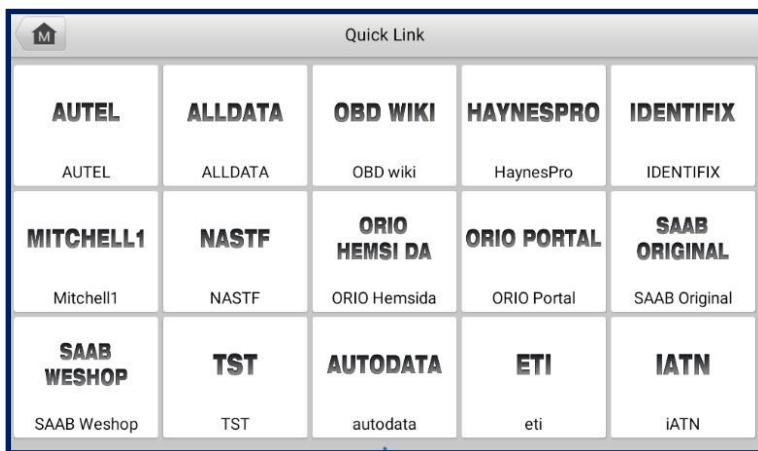 M
Quick Link
AUTEL
AUTEL
ALLDATA
ALLDATA
OBD WIKI
OBD wiki
HAYNESPRO
HaynesPro
IDENTIFIX
IDENTIFIX
MITCHELL1
Mitchell1
NASTF
NASTF
ORIO
HEMSI DA
ORIO Hemsida
ORIO PORTAL
ORIO Portal
SAAB
ORIGINAL
SAAB Original
SAAB
WESHOP
SAAB Weshop
TST
TST
AUTODATA
autodata
ETI
eti
IATN
iATN